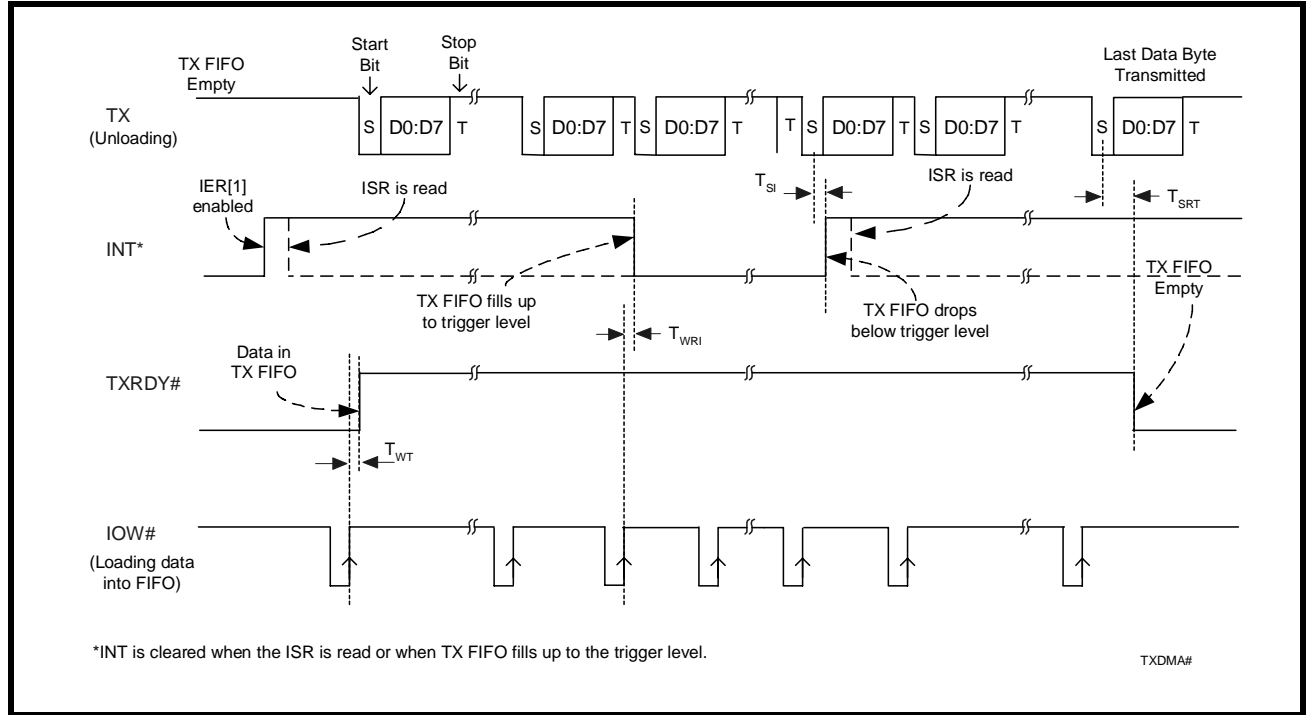 Start
Bit
Stop
Bit
TX FIFO
Empty
Last Data Byte
Transmitted
TX
(Unloading)
S D0:D7 T S D0:D7 T S D0:D7 T T S D0:D7 T S D0:D7 T S D0:D7 T
IER[1]
enabled
ISR is read
TSI
ISR is read
TSRT
INT*
TX FIFO fills up
to trigger level
TX FIFO drops
below trigger level
TX FIFO
Empty
TWRI
Data in
TX FIFO
TXRDY#
TWT
IOW#
(Loading data
into FIFO)
*INT is cleared when the ISR is read or when TX FIFO fills up to the trigger level.
TXDMA#